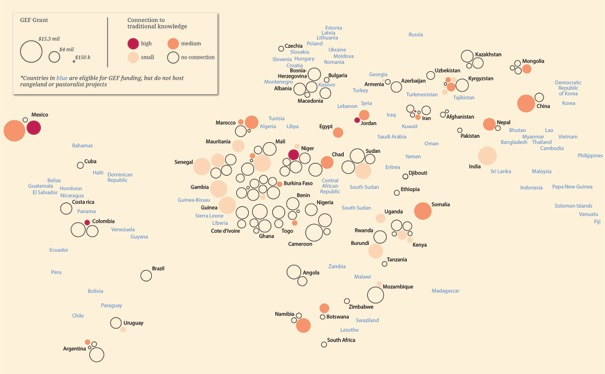 GEF Grant
$15.3 mil
$4 mil
$150 k
Connection to
traditional knowledge
high
medium
small
no connection
*Countries in blue are eligible for GEF funding, but do not host
rangeland or pastoralist projects
Estonia
Latvia
Lithuania
Poland
Russia
Czechia
Slovakia
Ukraine
Slovenia
Hungary
Moldova
Croatia
Romania
Bosnia-
Herzegovina
Bulgaria
Montenegro
Kosovo
Albania
Macedonia
Georgia
Turkey
Armenia
Azerbaijan
Kazakhstan
Uzbekistan
Kyrgyzstan
Turkmenistan
Tajikistan
Mongolia
Democratic
Republic
of Korea
China
Korea
Mexico
Marocco
Tunisia
Algeria
Libya
Lebanon
Syria
Jordan
Egypt
Iraq
Iran
Kuwait
Saudi Arabia
Afghanistan
Pakistan
Nepal
Bhutan
Lao
Myanmar
Vietnam
Bangladesh
Thailand
Cambodia
Philippines
Bahamas
Cuba
Haiti
Dominican
Republic
Belize
Guatemala
Honduras
El Salvador
Nicaragua
Costa rica
Panama
Colombia
Venezuela
Guyana
Ecuador
Peru
Brazil
Bolivia
Paraguay
Chile
Uruguay
Argentina
Mauritania
Mali
Niger
Senegal
Chad
Sudan
Oman
Yemen
Eritrea
Djibouti
India
Sri Lanka
Malaysia
Indonesia
Papua New Guinea
Solomon Islands
Vanuatu
Fiji
Gambia
Burkina Faso
Central
African
Republic
South Sudan
Ethiopia
Guinea-Bissau
Guinea
Benin
Nigeria
Sierra Leone
Liberia
Cote'd'Ivoire
Ghana
Togo
Cameroon
South Sudan
Uganda
Somalia
Rwanda
Burundi
Kenya
Tanzania
Angola
Zambia
Malawi
Mozambique
Madagascar
Zimbabwe
Namibia
Botswana
Swaziland
Lesotho
South Africa